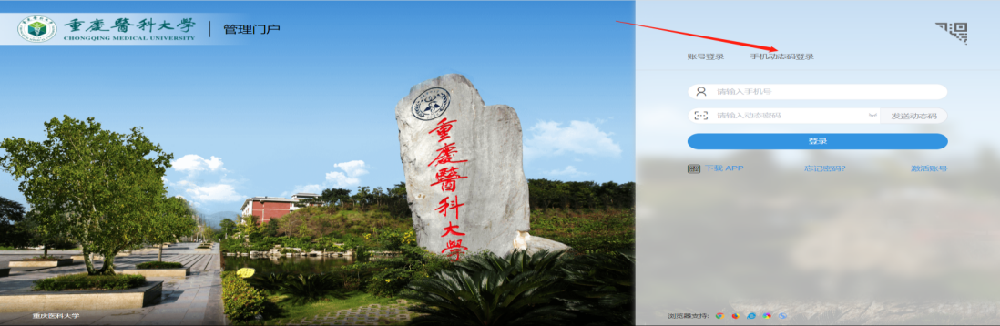 重慶醫科大學
CHONGQING MEDICAL UNIVERSITY
管理门户
重慶醫科大學
重庆医科大学
账号登录
手机动态码登录
请输入手机号
请输入动态密码
发送动态码
登录
下载 APP
忘记密码?
激活账号
浏览器支持: